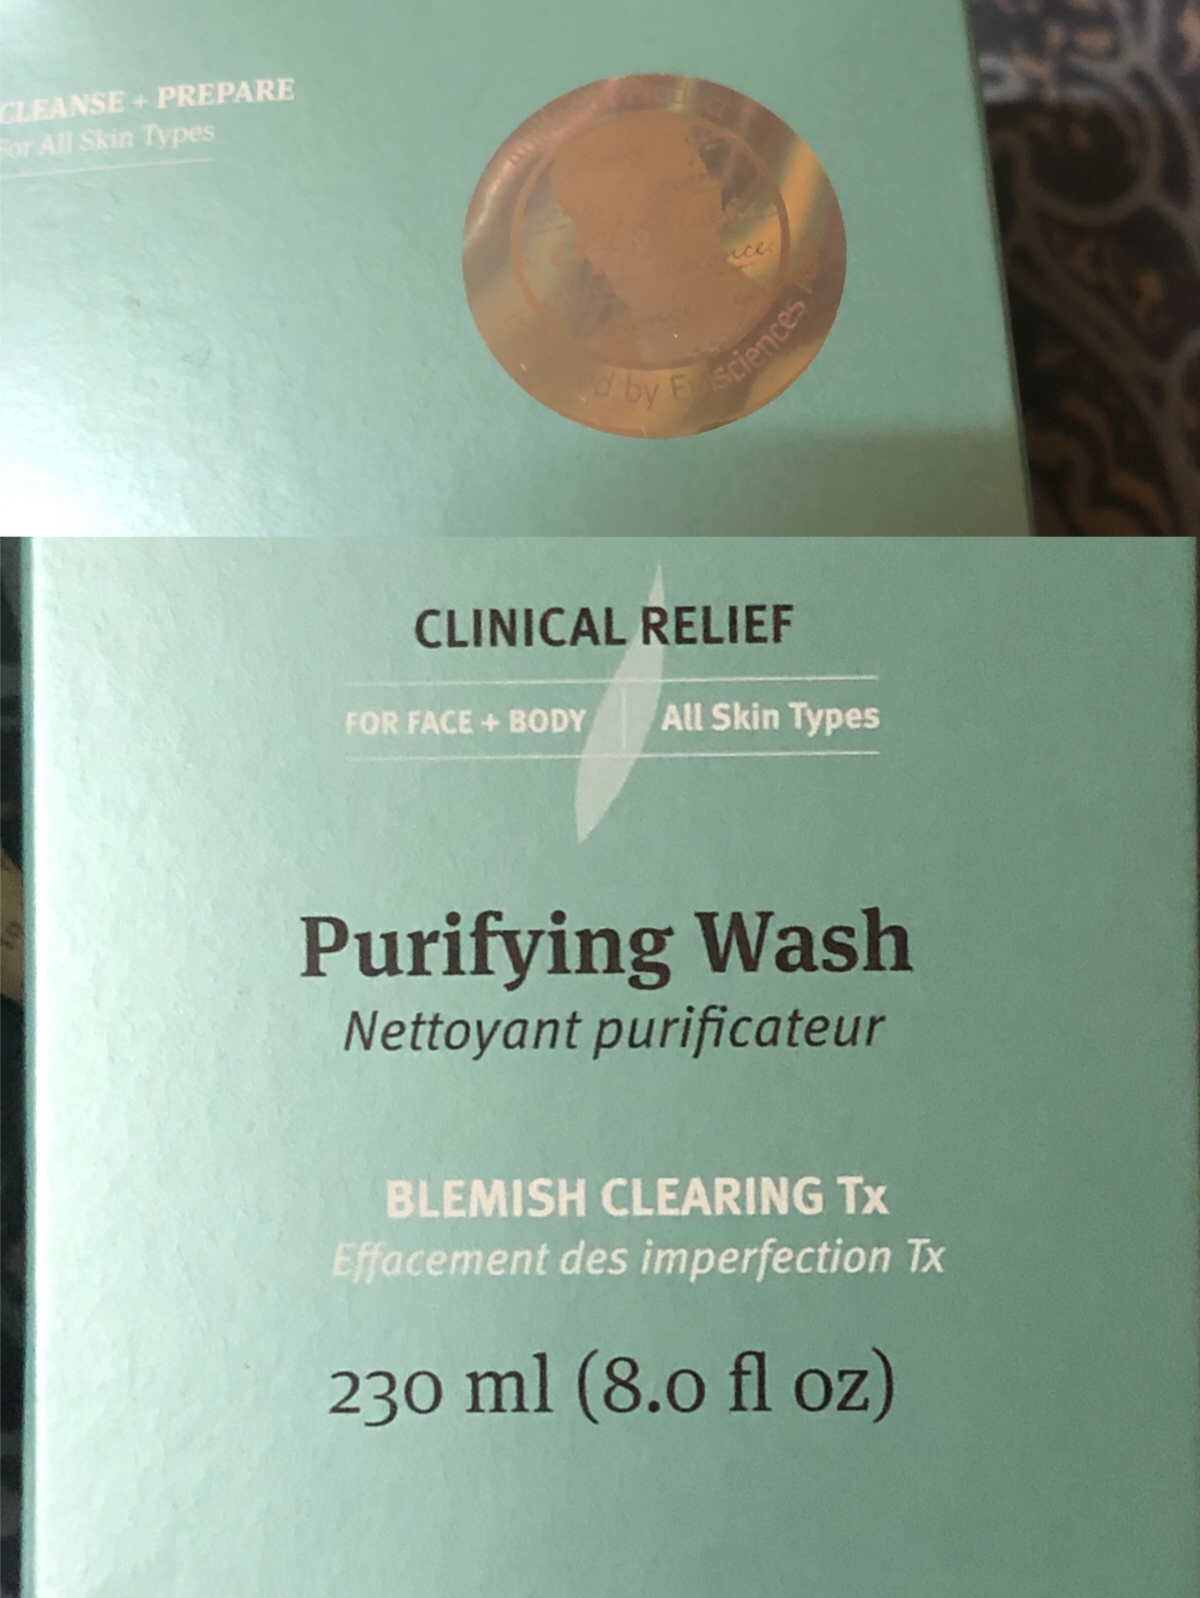 CLEANSE + PREPARE
For All Skin Types
by
CLINICAL RELIEF
FOR FACE + BODY | All Skin Types
Purifying Wash
Nettoyant purificateur
BLEMISH CLEARING Tx
Effacement des imperfection Tx
230 ml (8.0 fl oz)